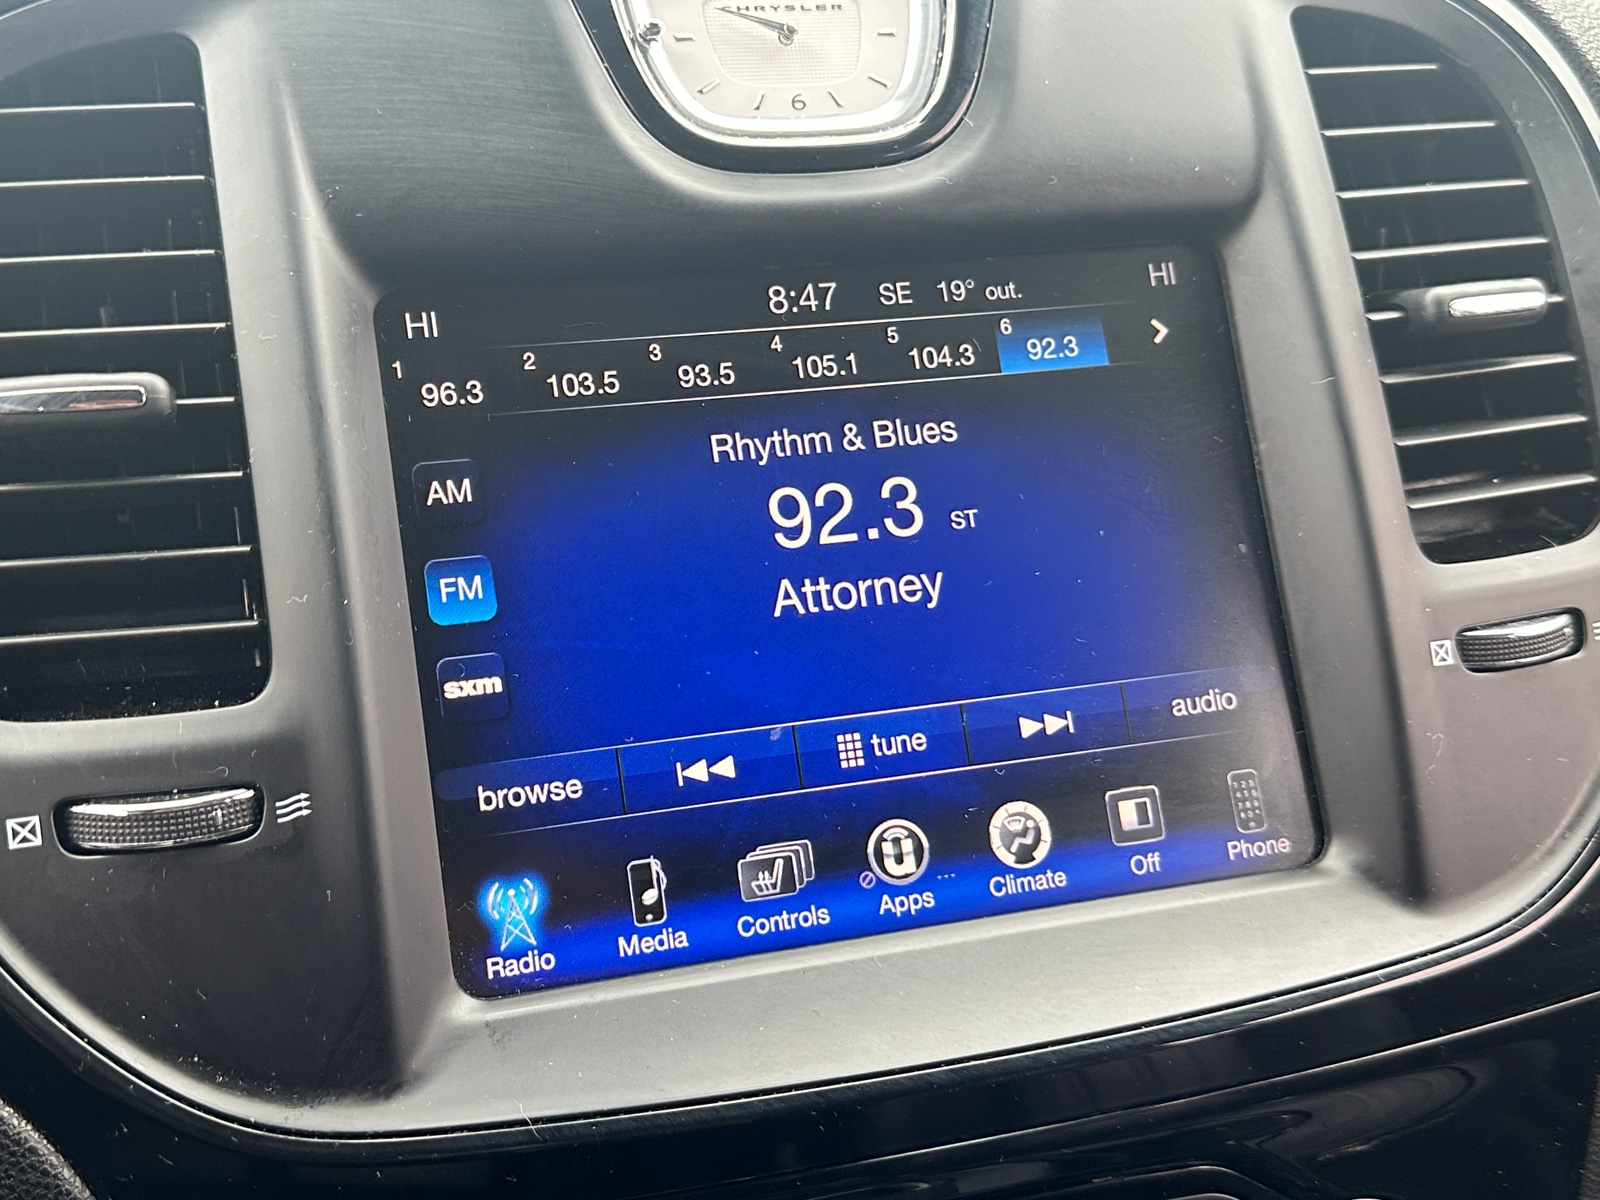 CHRYSLER
6
HI
8:47 SE 19° out.
HI
1 96.3 2 103.5 3 93.5 4 105.1 5 104.3 6 92.3
Rhythm & Blues
AM
92.3 ST
FM
Attorney
sxm
browse
tune
audio
Radio
Media
Controls
Apps
Climate
Off
Phone